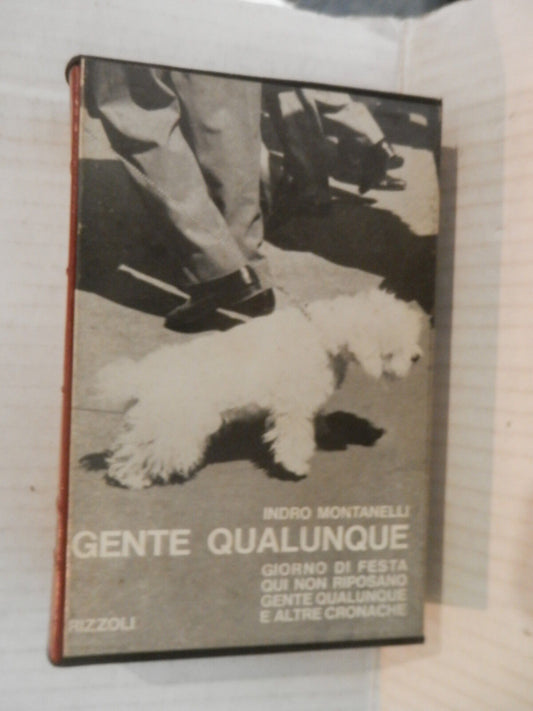 INDRO MONTANELLI
GENTE QUALUNQUE
GIORNO DI FESTA
QUI NON RIPOSANO
GENTE QUALUNQUE
E ALTRE CRONACHE
RIZZOLI